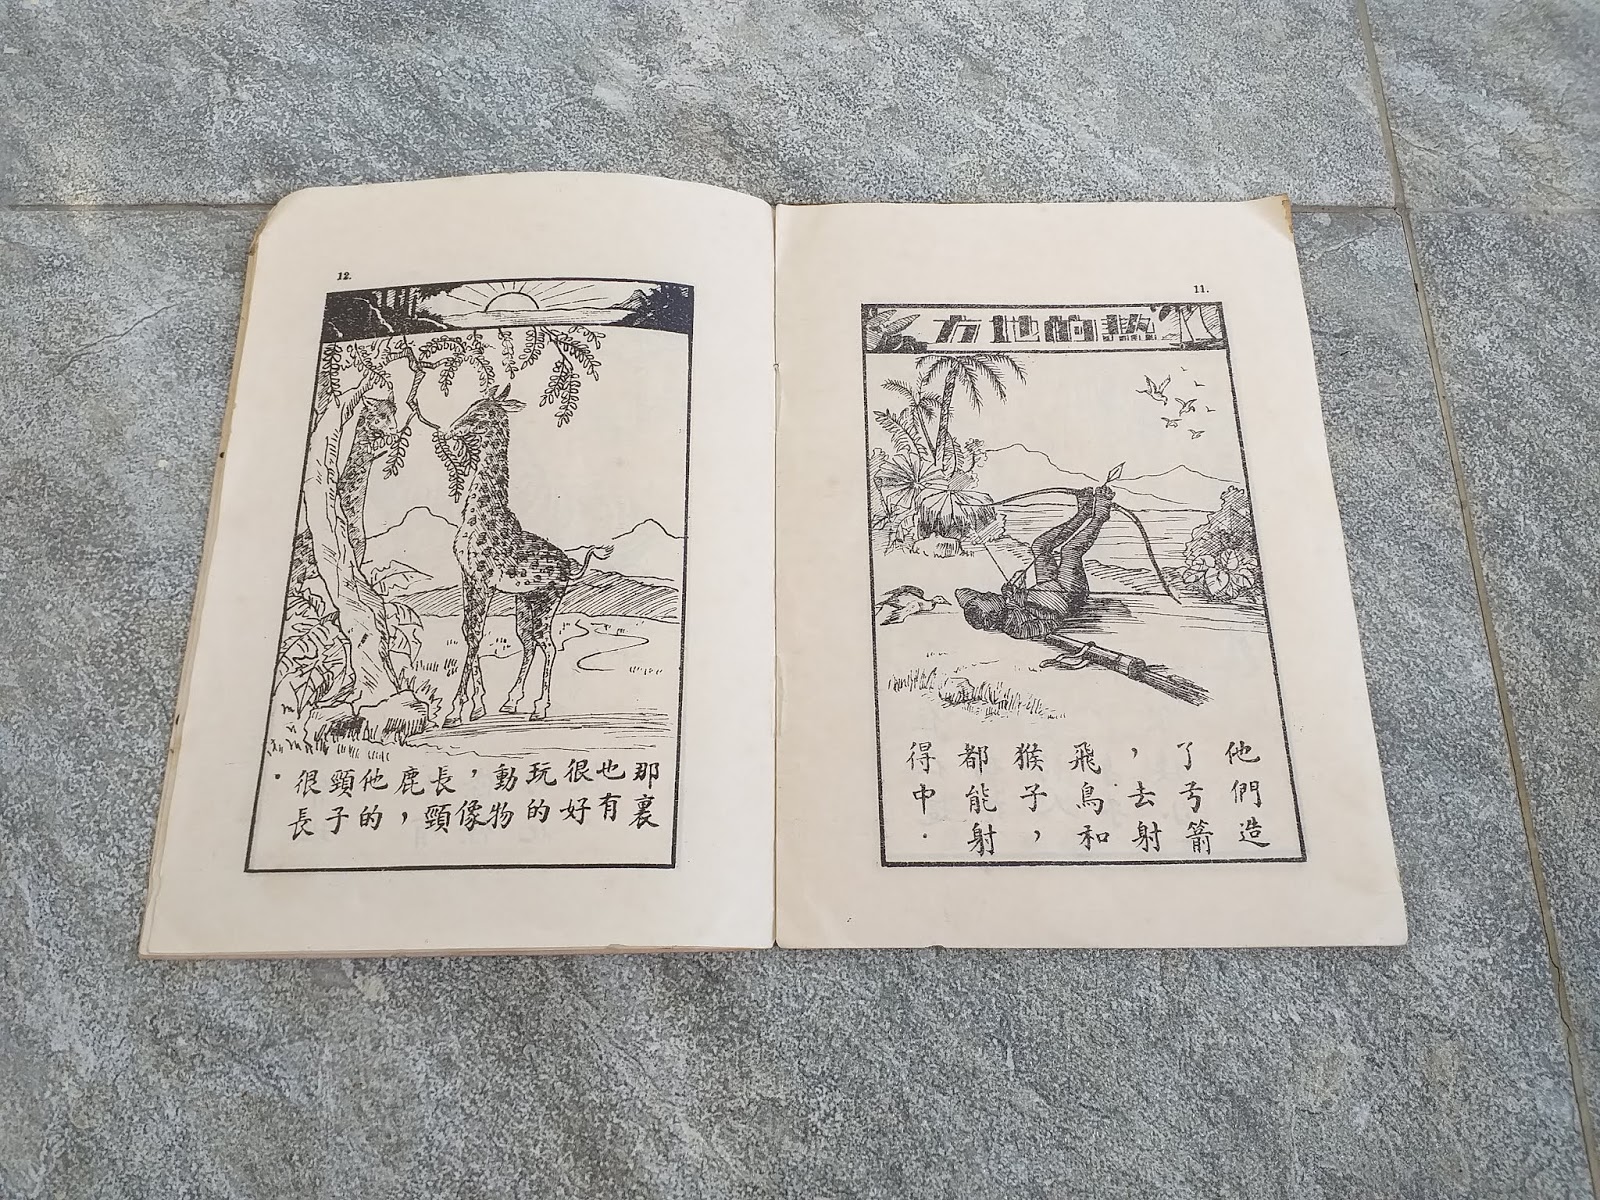 11.
熱的地方
他們造
了弓箭
，去射
飛鳥和
猴子，
都能射
得中．
12.
那裏
也有
很好
玩的
動物
，像
長頸
鹿，
他的
頸子
很長
．